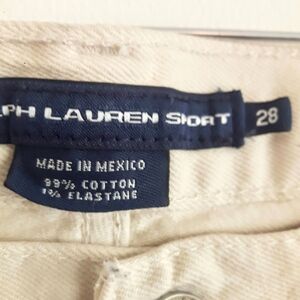 LPH LAUREN SPORT 28
MADE IN MEXICO
99% COTTON
1% ELASTANE